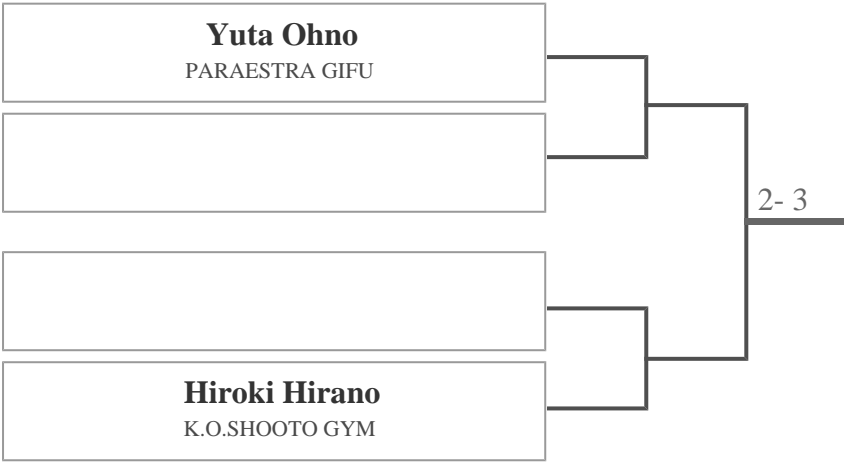 Yuta Ohno
PARAESTRA GIFU
2- 3
Hiroki Hirano
K.O.SHOOTO GYM